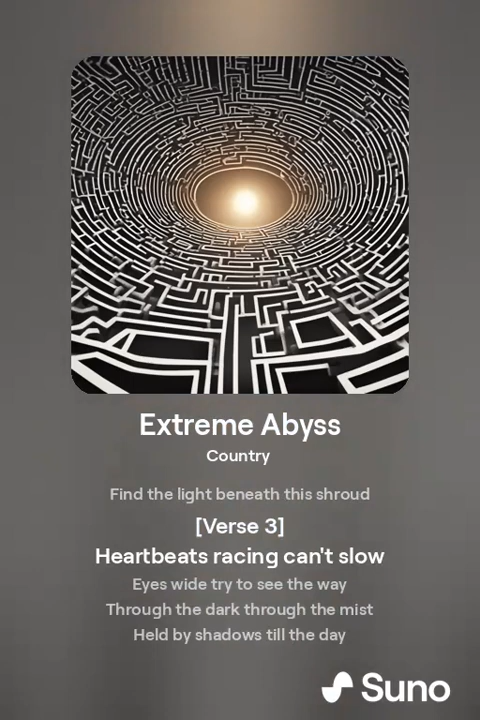 Extreme Abyss
Country
Find the light beneath this shroud
[Verse 3]
Heartbeats racing can't slow
Eyes wide try to see the way
Through the dark through the mist
Held by shadows till the day
Suno